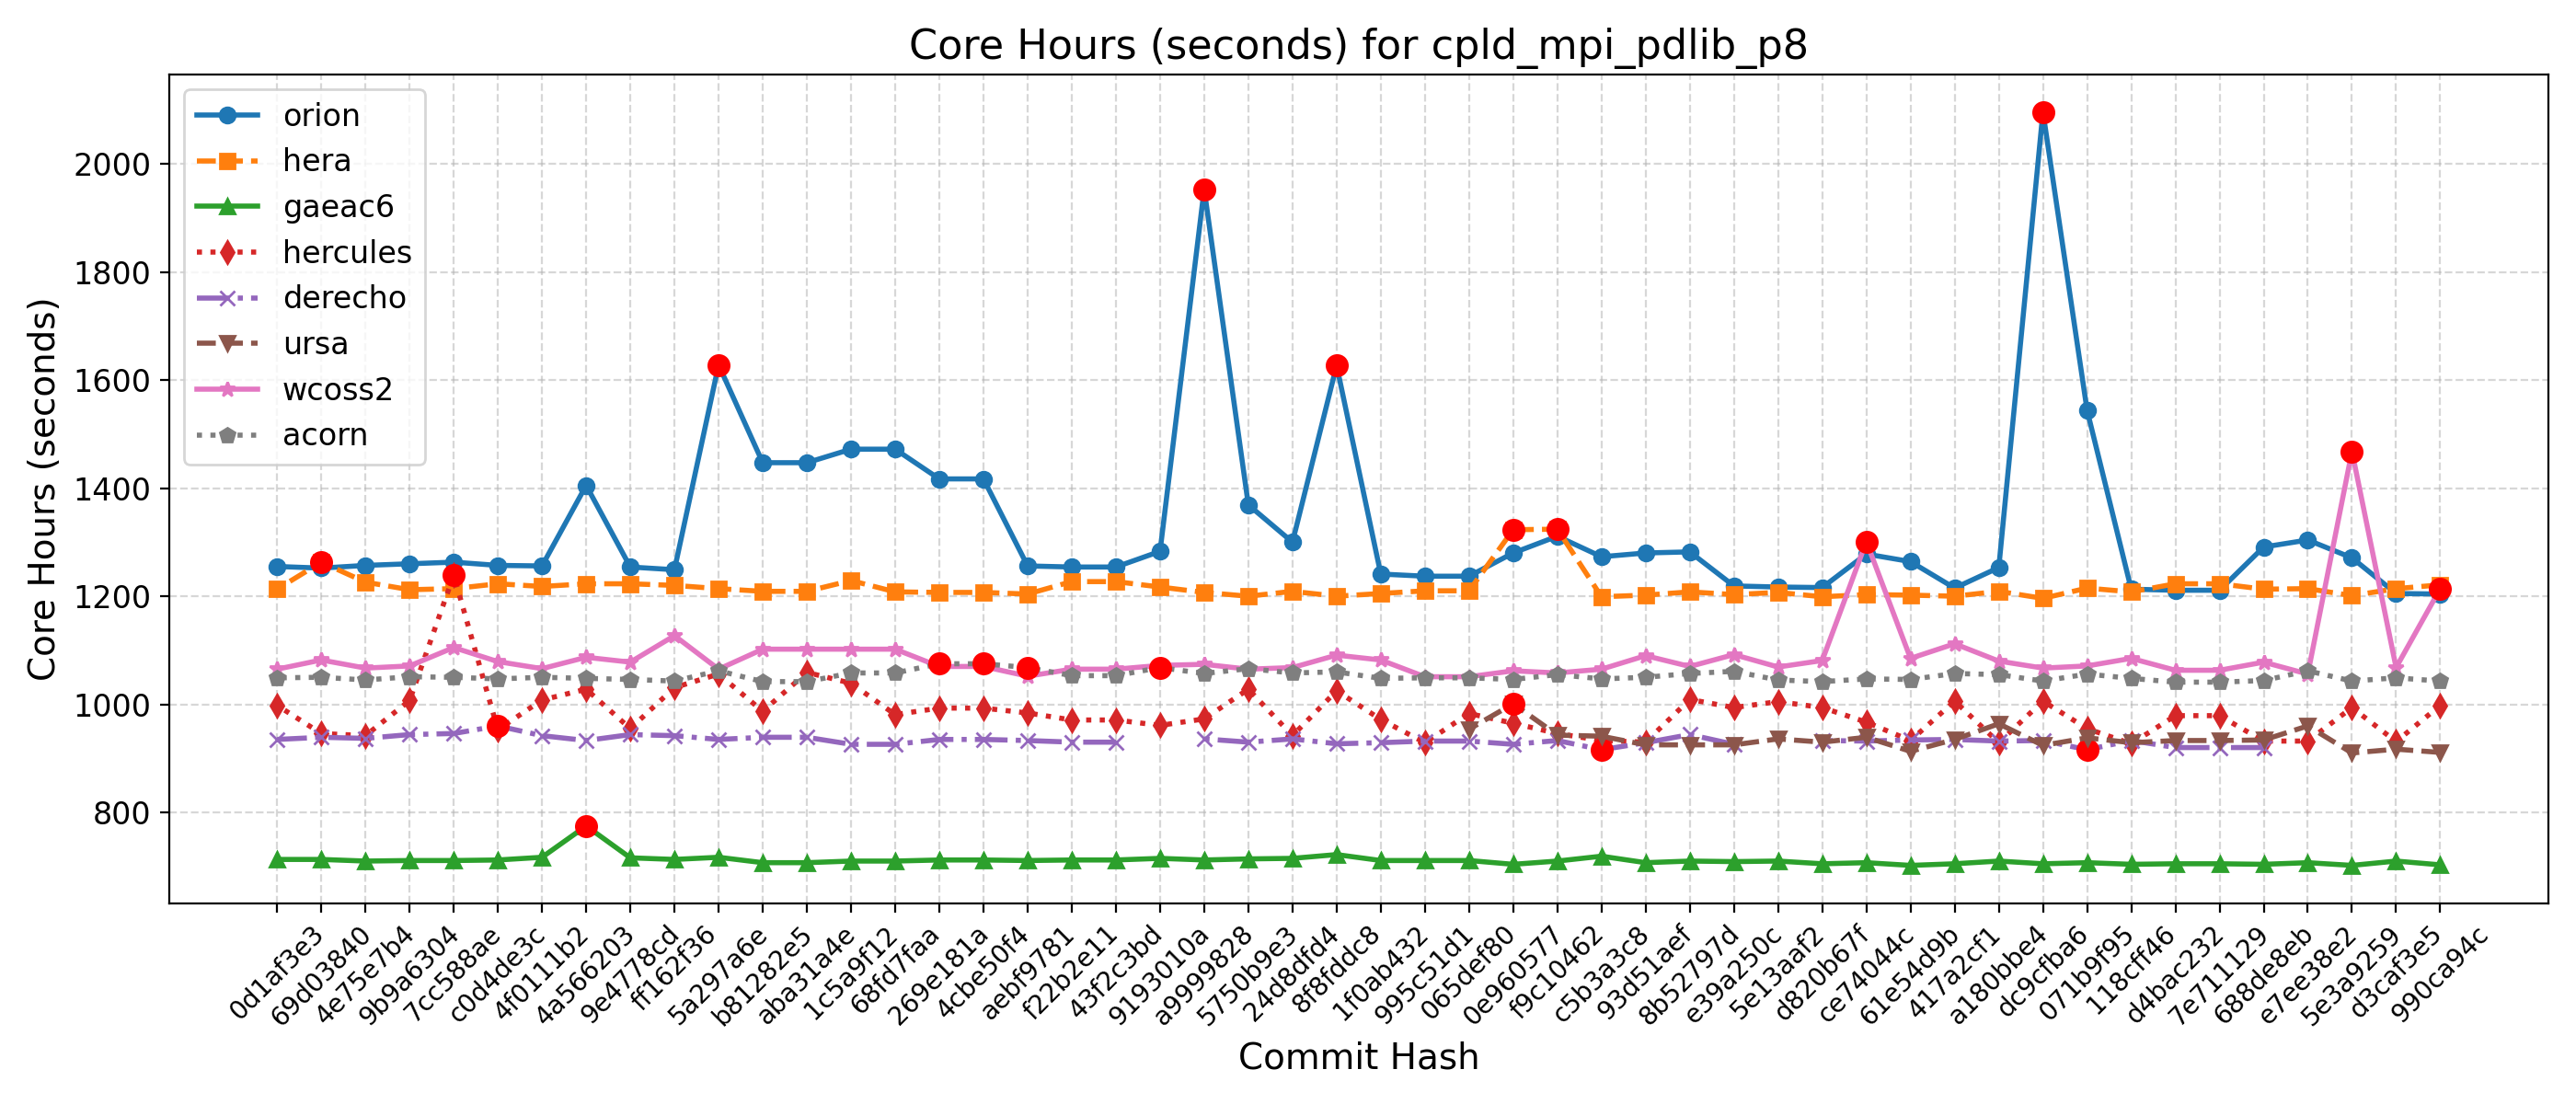 Core Hours (seconds) for cpld_mpi_pdlib_p8
Core Hours (seconds)
2000
1800
1600
1400
1200
1000
800
orion
hera
gaeac6
hercules
derecho
ursa
wcoss2
acorn
0d1af3e3
69d03840
4e75e7b4
9b9a6304
7cc588ae
c0d4de3c
4f0111b2
4a566203
9e4778cd
ff162f36
5a297a6e
b81282e5
aba31a4e
1c5a9f12
68fd7faa
269e181a
4cbe50f4
aebf9781
f22b2e11
43f2c3bd
9193010a
a9999828
5750b9e3
24d8dfd4
8f8fddc8
1f0ab432
995c51d1
065def80
0e960577
f9c10462
c5b3a3c8
93d51aef
8b52797d
e39a250c
5e13aaf2
d820b67f
ce74044c
61e54d9b
417a2cf1
a180bbe4
dc9cfba6
071b9f95
118cff46
d4bac232
7e711129
688de8eb
e7ee38e2
5e3a9259
d3caf3e5
990ca94c
Commit Hash